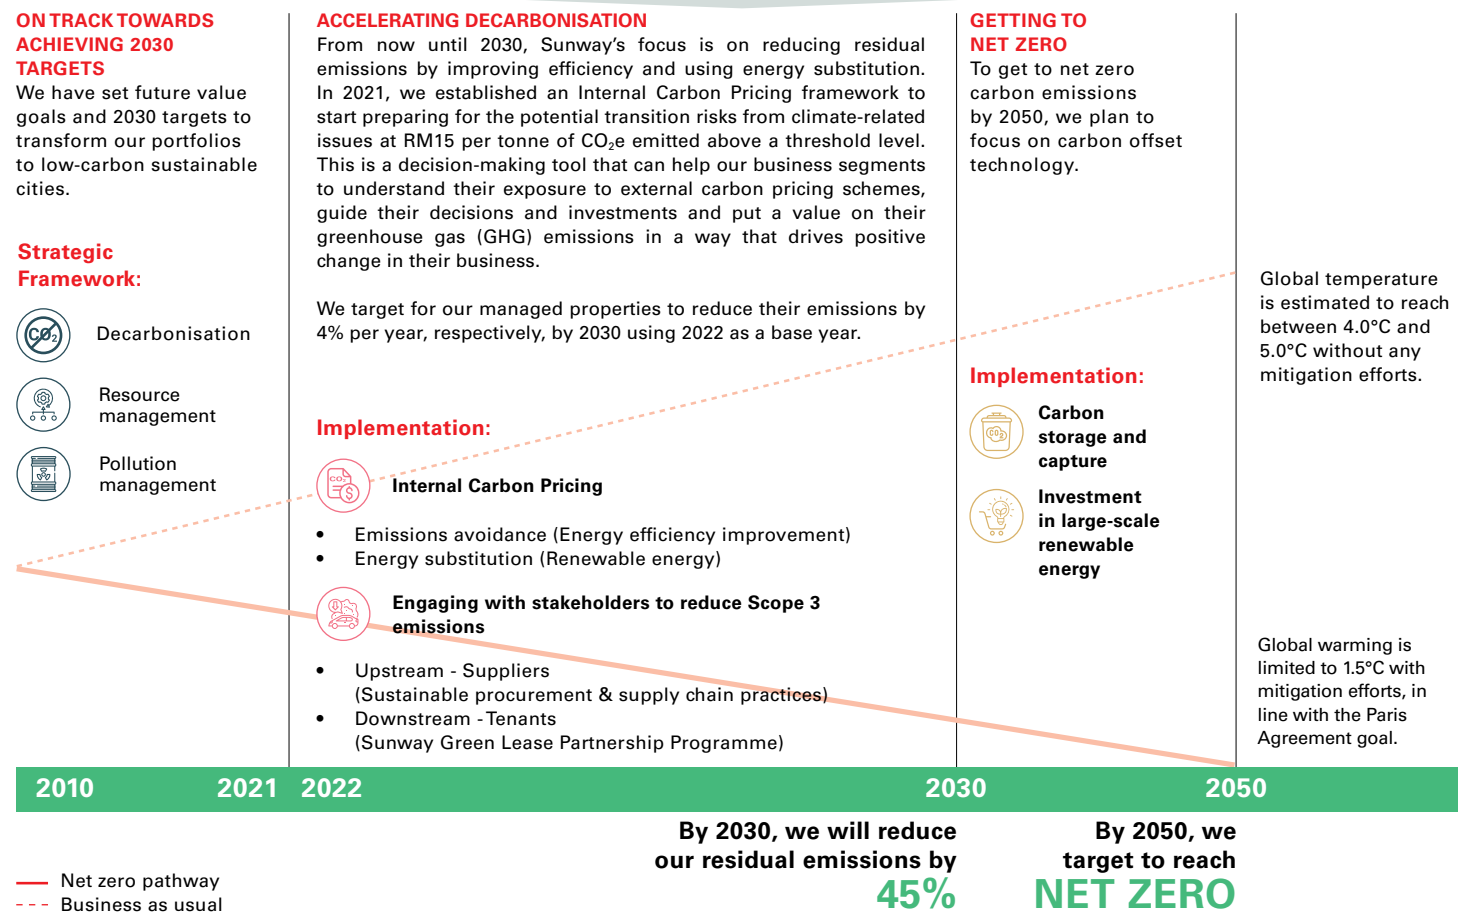 ON TRACK TOWARDS
ACHIEVING 2030
TARGETS
We have set future value
goals and 2030 targets to
transform our portfolios
to low-carbon sustainable
cities.
Strategic
Framework:
CO2
Decarbonisation
Resource
management
Pollution
management
ACCELERATING DECARBONISATION
From now until 2030, Sunway's focus is on reducing residual
emissions by improving efficiency and using energy substitution.
In 2021, we established an Internal Carbon Pricing framework to
start preparing for the potential transition risks from climate-related
issues at RM15 per tonne of CO₂e emitted above a threshold level.
This is a decision-making tool that can help our business segments
to understand their exposure to external carbon pricing schemes,
guide their decisions and investments and put a value on their
greenhouse gas (GHG) emissions in a way that drives positive
change in their business.
We target for our managed properties to reduce their emissions by
4% per year, respectively, by 2030 using 2022 as a base year.
Implementation:
CO₂
$
Internal Carbon Pricing
• Emissions avoidance (Energy efficiency improvement)
• Energy substitution (Renewable energy)
Engaging with stakeholders to reduce Scope 3
emissions
• Upstream - Suppliers
(Sustainable procurement & supply chain practices)
• Downstream - Tenants
(Sunway Green Lease Partnership Programme)
GETTING TO
NET ZERO
To get to net zero
carbon emissions
by 2050, we plan to
focus on carbon offset
technology.
Implementation:
CO₂
Carbon
storage and
capture
Investment
in large-scale
renewable
energy
Global temperature
is estimated to reach
between 4.0°C and
5.0°C without any
mitigation efforts.
Global warming is
limited to 1.5°C with
mitigation efforts, in
line with the Paris
Agreement goal.
2010 2021 2022 2030 2050
By 2030, we will reduce
our residual emissions by
45%
By 2050, we
target to reach
NET ZERO
Net zero pathway
Business as usual